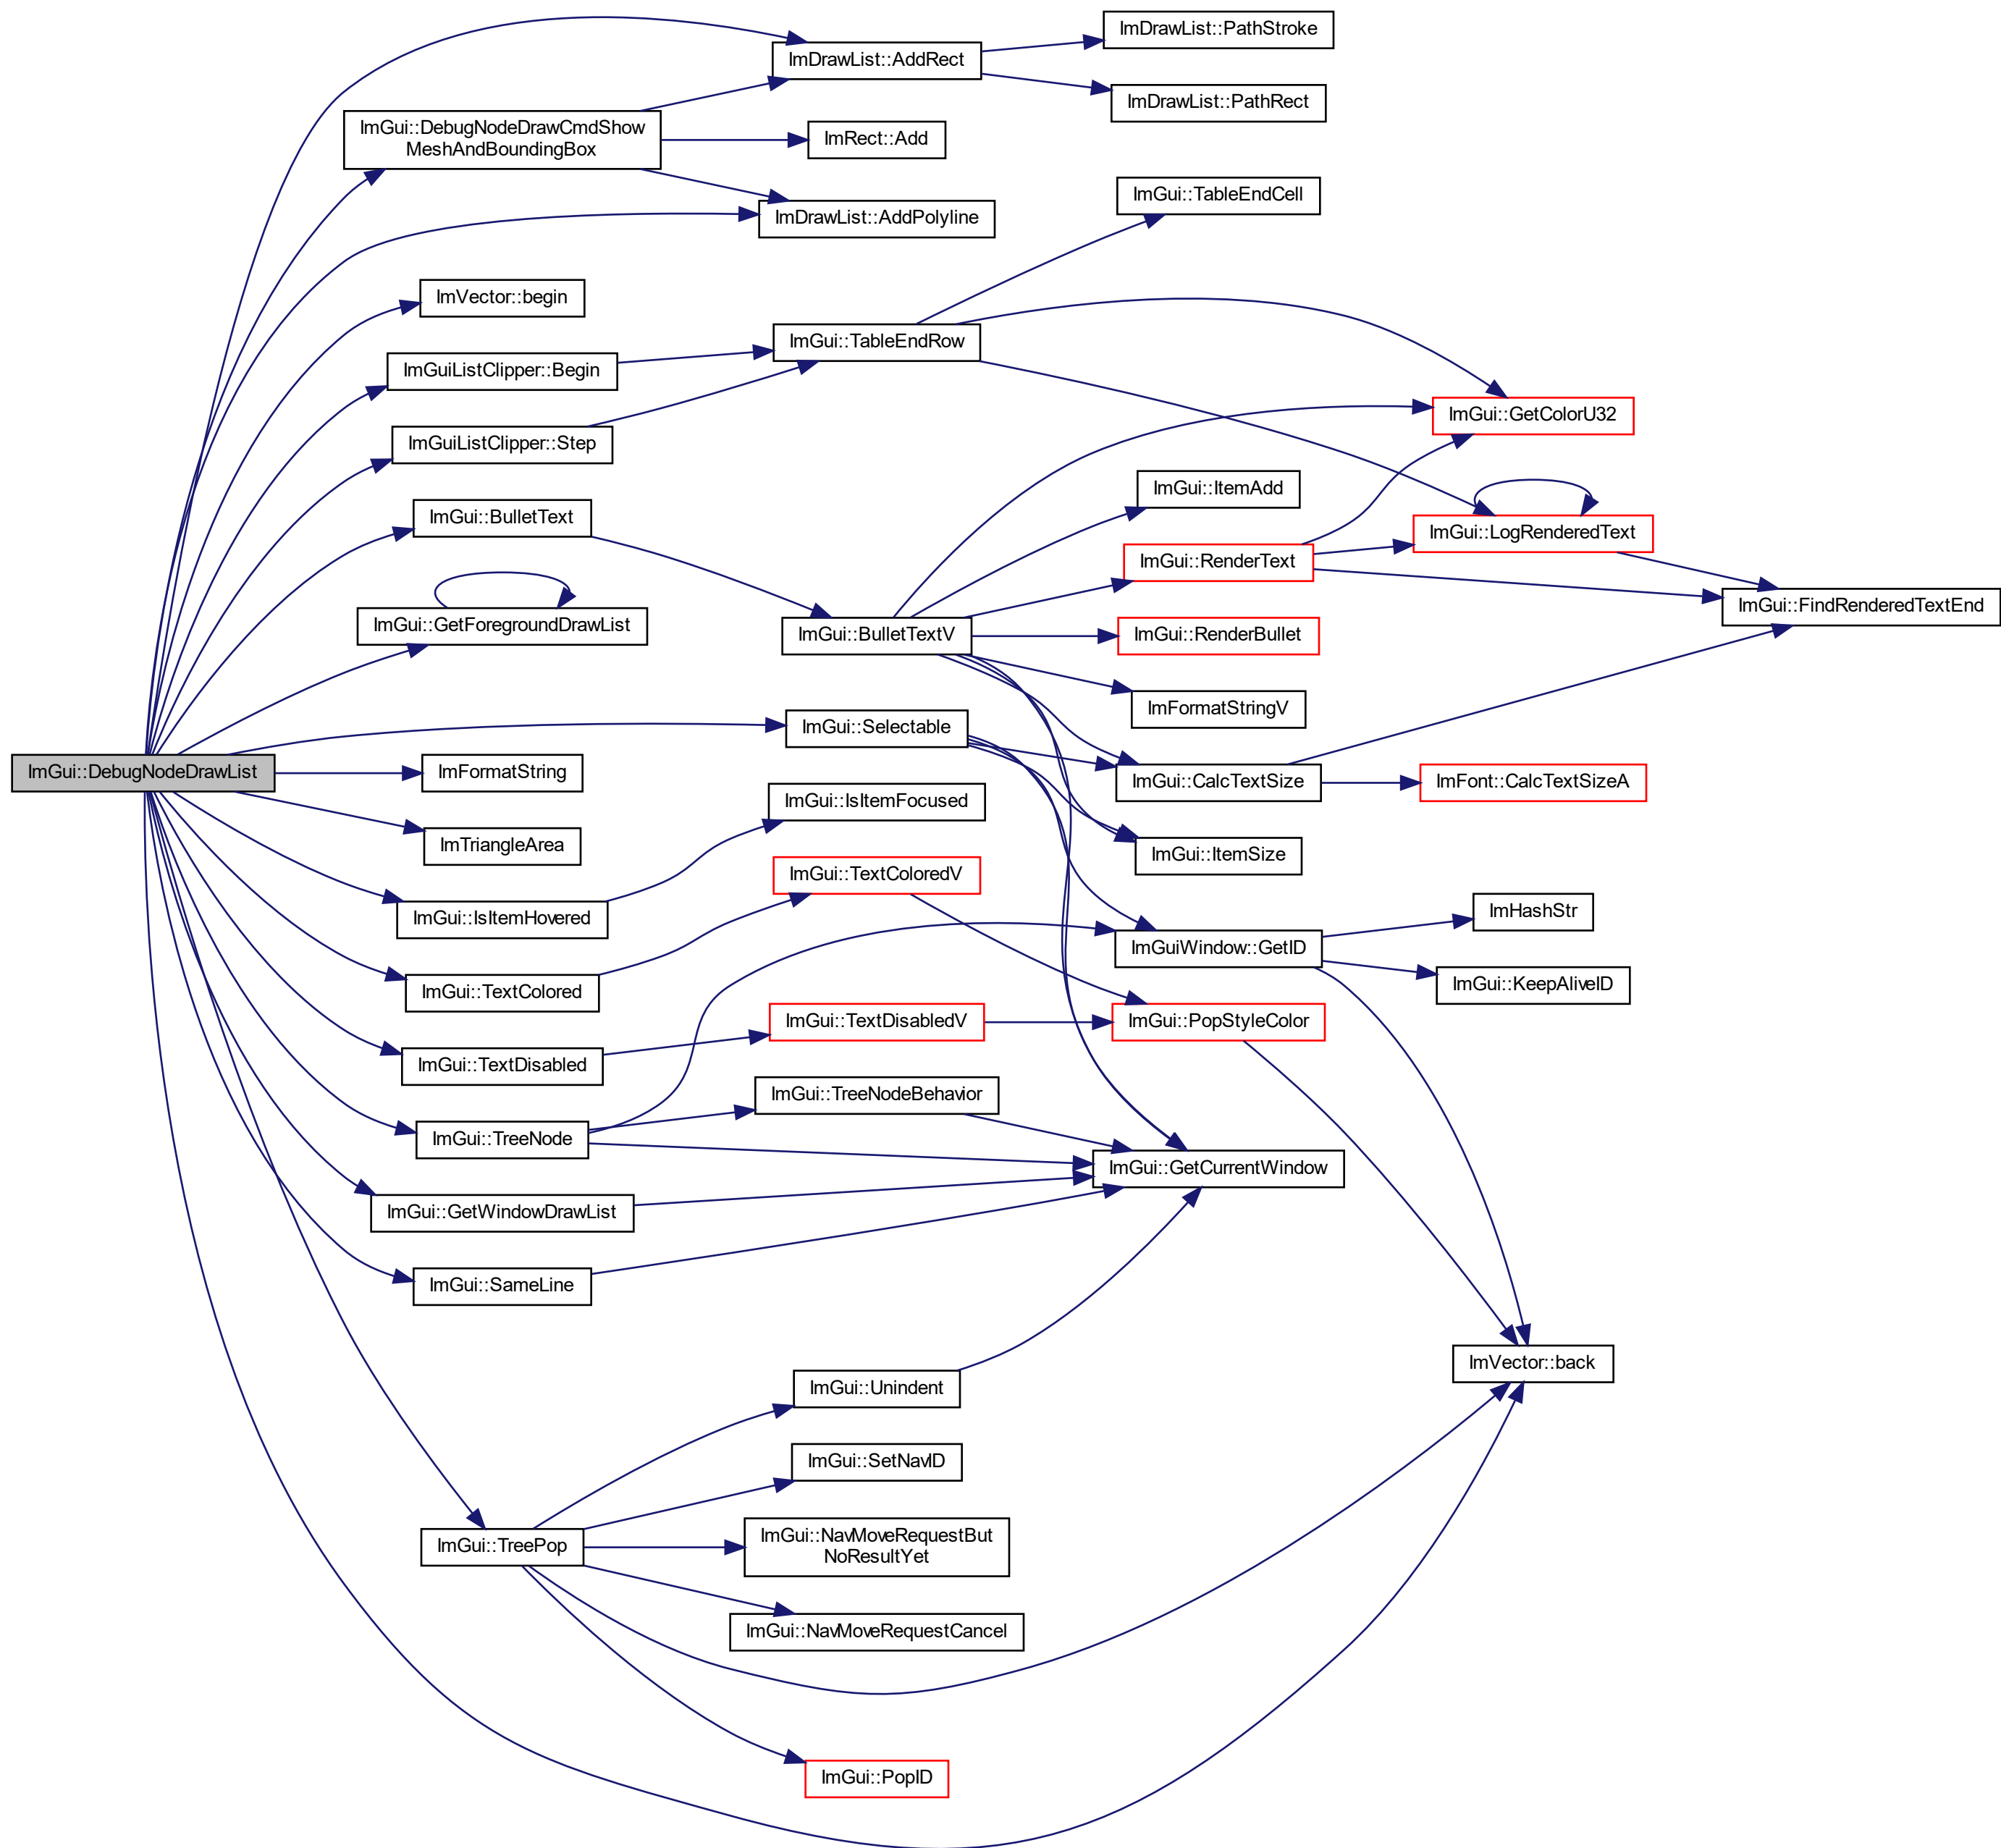 ImDrawList::PathStroke
ImDrawList::AddRect
ImDrawList::PathRect
ImGui::DebugNodeDrawCmdShow
MeshAndBoundingBox
ImRect::Add
ImGui::TableEndCell
ImDrawList::AddPolyline
ImVector::begin
ImGui::TableEndRow
ImGuiListClipper::Begin
ImGui::GetColorU32
ImGuiListClipper::Step
ImGui::ItemAdd
ImGui::BulletText
ImGui::LogRenderedText
ImGui::RenderText
ImGui::FindRenderedTextEnd
ImGui::GetForegroundDrawList
ImGui::BulletTextV
ImGui::RenderBullet
ImFormatStringV
ImGui::Selectable
ImGui::DebugNodeDrawList
ImFormatString
ImGui::CalcTextSize
ImFont::CalcTextSizeA
ImGui::IsItemFocused
ImTriangleArea
ImGui::ItemSize
ImGui::TextColoredV
ImGui::IsItemHovered
ImHashStr
ImGuiWindow::GetID
ImGui::KeepAliveID
ImGui::TextColored
ImGui::TextDisabledV
ImGui::PopStyleColor
ImGui::TextDisabled
ImGui::TreeNodeBehavior
ImGui::TreeNode
ImGui::GetCurrentWindow
ImGui::GetWindowDrawList
ImGui::SameLine
ImVector::back
ImGui::Unindent
ImGui::SetNavID
ImGui::TreePop
ImGui::NavMoveRequestBut
NoResultYet
ImGui::NavMoveRequestCancel
ImGui::PopID